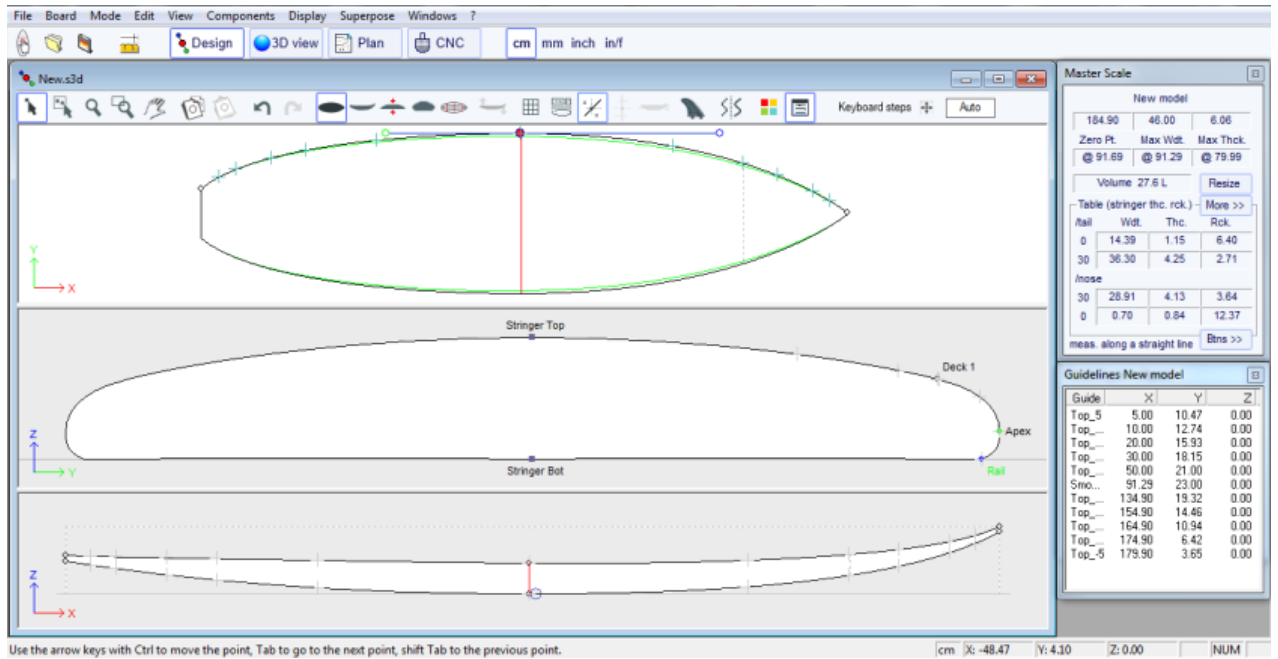 File Board Mode Edit View Components Display Superpose Windows ?
Design 3D view Plan CNC cm mm inch in/f
New.s3d
Keyboard steps Auto
Y
X
Stringer Top
Deck 1
Apex
Z
Y
Stringer Bot
Rail
Z
X
Master Scale
New model
184.90 46.00 6.06
Zero Pt. Max Wdt. Max Thck.
@ 91.69 @ 91.29 @ 79.99
Volume 27.6 L Resize
Table (stringer thc. rck.) More >>
/tail Wdt. Thc. Rck.
0 14.39 1.15 6.40
30 36.30 4.25 2.71
/nose
30 28.91 4.13 3.64
0 0.70 0.84 12.37
meas. along a straight line Btns >>
Guidelines New model
Guide X Y Z
Top_5 5.00 10.47 0.00
Top_... 10.00 12.74 0.00
Top_... 20.00 15.93 0.00
Top_... 30.00 18.15 0.00
Top_... 50.00 21.00 0.00
Smo... 91.29 23.00 0.00
Top_... 134.90 19.32 0.00
Top_... 154.90 14.46 0.00
Top_... 164.90 10.94 0.00
Top_... 174.90 6.42 0.00
Top_-5 179.90 3.65 0.00
Use the arrow keys with Ctrl to move the point, Tab to go to the next point, shift Tab to the previous point. cm X: -48.47 Y: 4.10 Z: 0.00 NUM